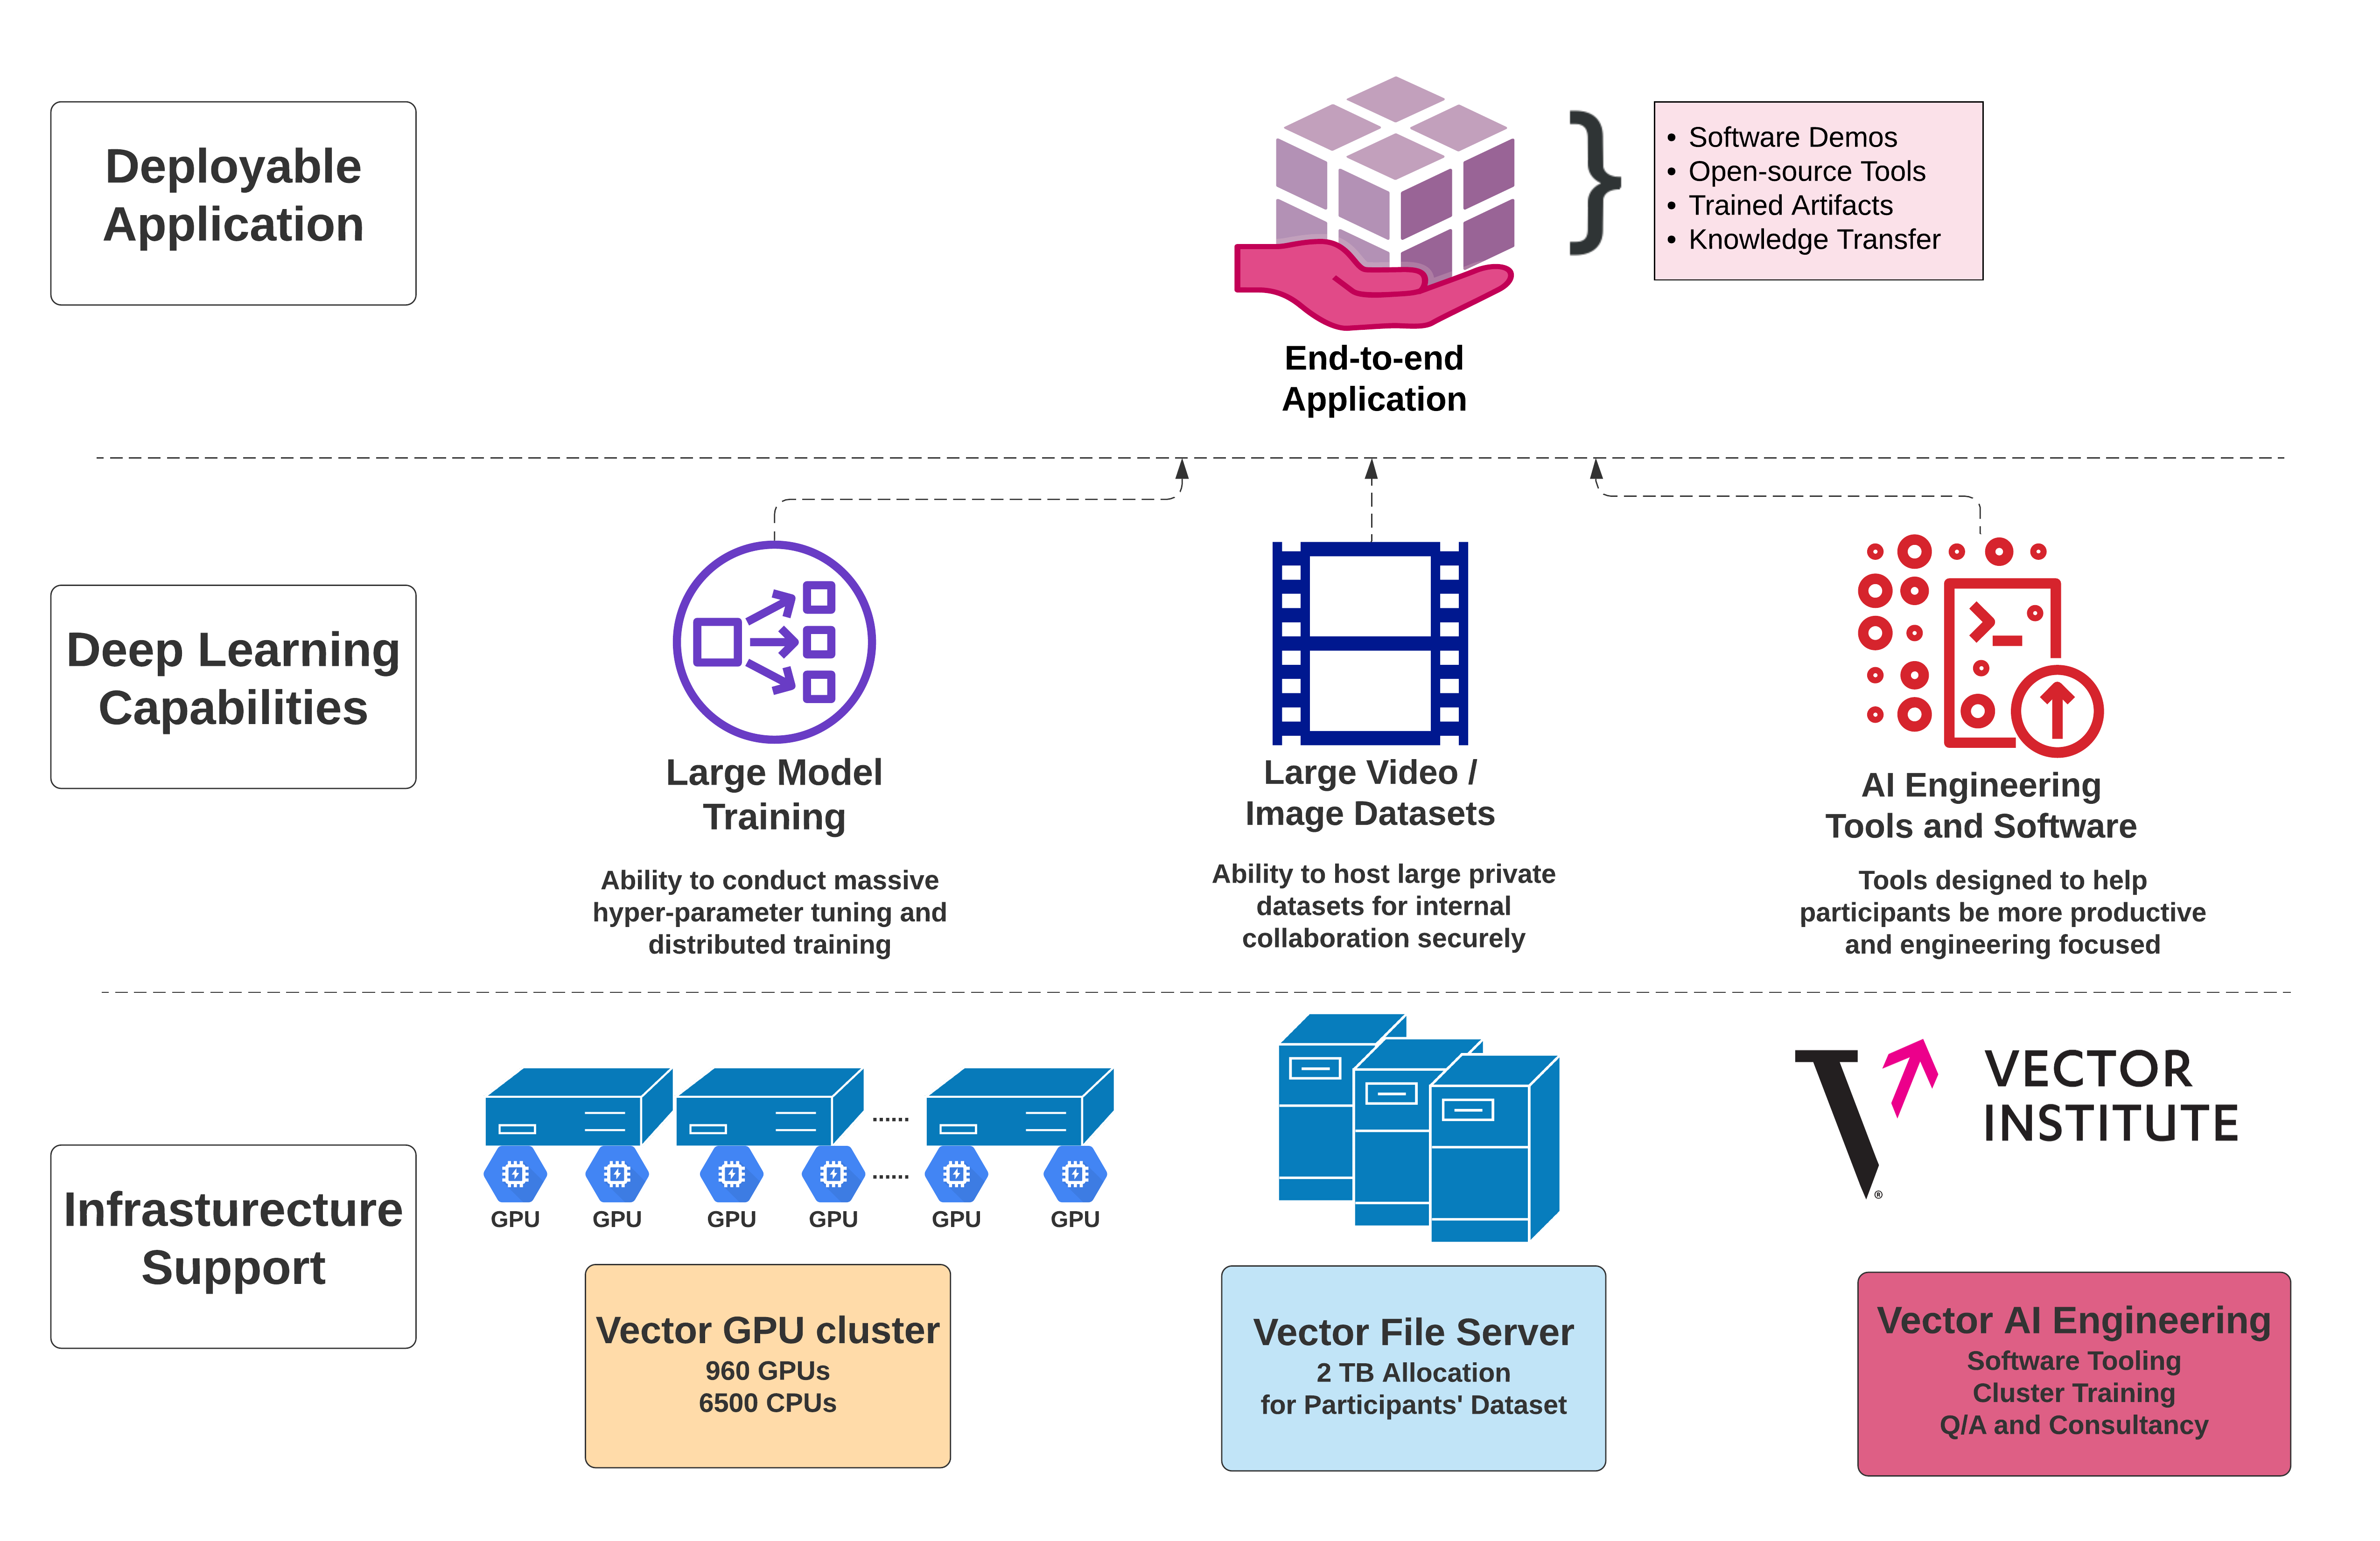 Deployable
Application
• Software Demos
• Open-source Tools
• Trained Artifacts
• Knowledge Transfer
End-to-end
Application
Deep Learning
Capabilities
Large Model
Training
Ability to conduct massive
hyper-parameter tuning and
distributed training
Large Video /
Image Datasets
Ability to host large private
datasets for internal
collaboration securely
AI Engineering
Tools and Software
Tools designed to help
participants be more productive
and engineering focused
Infrasturecture
Support
......
......
GPU GPU GPU GPU GPU GPU
Vector GPU cluster
960 GPUs
6500 CPUs
Vector File Server
2 TB Allocation
for Participants' Dataset
VECTOR
INSTITUTE
®
Vector AI Engineering
Software Tooling
Cluster Training
Q/A and Consultancy